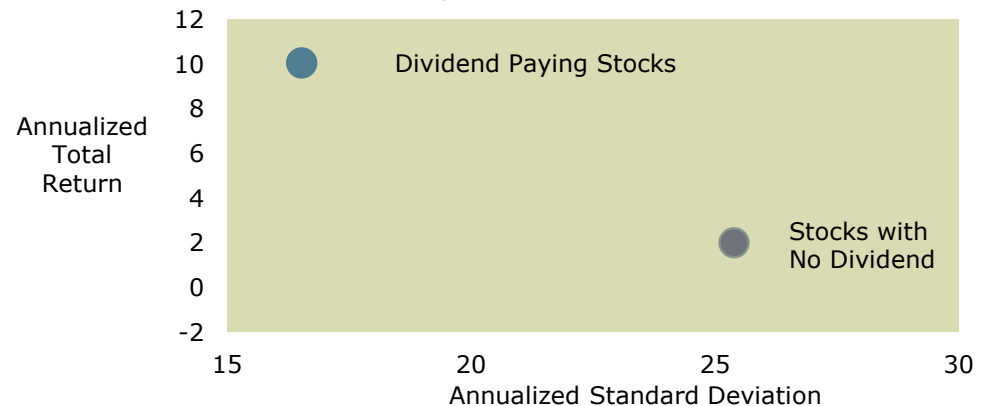 12
10
8
6
4
2
0
-2
Annualized
Total
Return
Dividend Paying Stocks
Stocks with
No Dividend
15 20 25 30
Annualized Standard Deviation